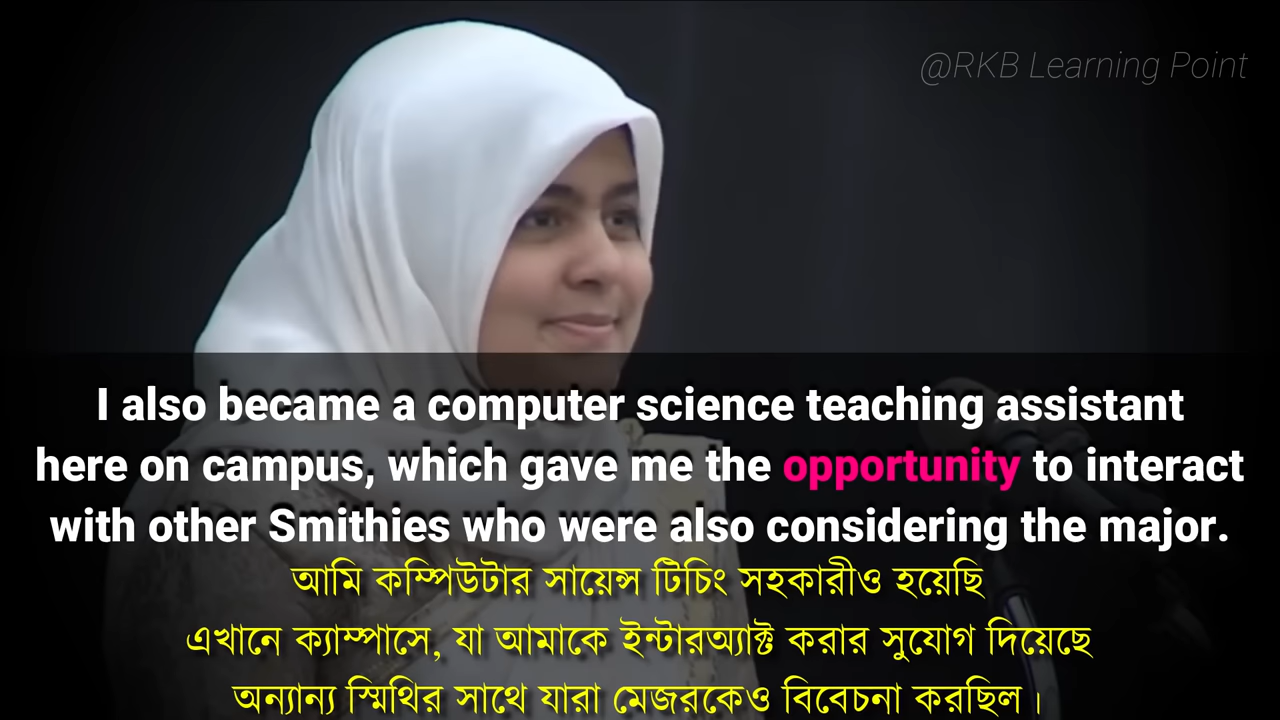 @RKB Learning Point
I also became a computer science teaching assistant
here on campus, which gave me the opportunity to interact
with other Smithies who were also considering the major.
আমি কম্পিউটার সায়েন্স টিচিং সহকারীও হয়েছি
এখানে ক্যাম্পাসে, যা আমাকে ইন্টারঅ্যাক্ট করার সুযোগ দিয়েছে
অন্যান্য স্মিথির সাথে যারা মেজরকেও বিবেচনা করছিল।